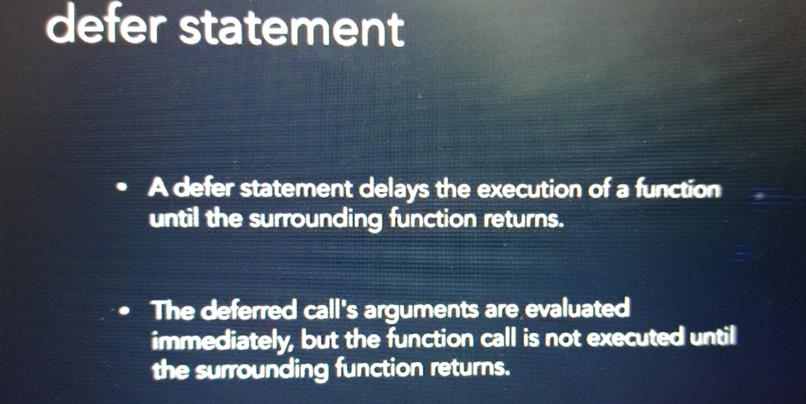 defer statement
• A defer statement delays the execution of a function
until the surrounding function returns.
• The deferred call's arguments are evaluated
immediately, but the function call is not executed until
the surrounding function returns.